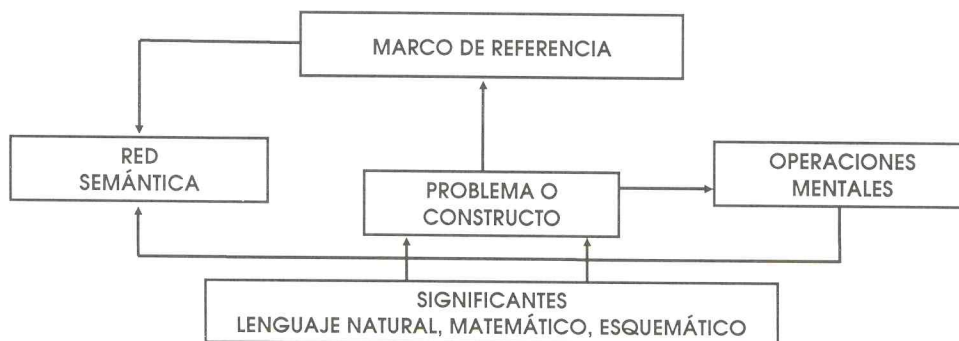 MARCO DE REFERENCIA
RED
SEMÁNTICA
PROBLEMA O
CONSTRUCTO
OPERACIONES
MENTALES
SIGNIFICANTES
LENGUAJE NATURAL, MATEMÁTICO, ESQUEMÁTICO